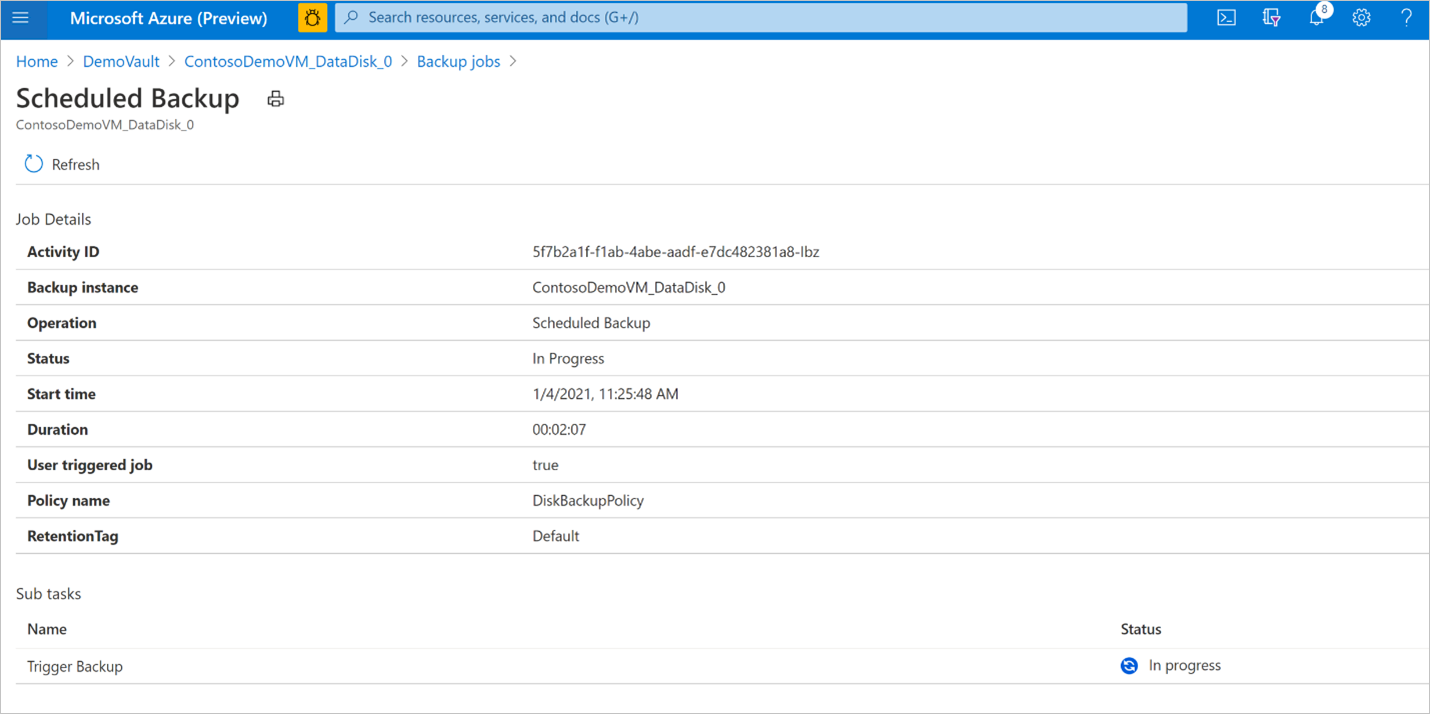 Microsoft Azure (Preview)
Search resources, services, and docs (G+/)
8
Home > DemoVault > ContosoDemoVM_DataDisk_0 > Backup jobs >
Scheduled Backup
ContosoDemoVM_DataDisk_0
Refresh
Job Details
Activity ID 5f7b2a1f-f1ab-4abe-aadf-e7dc482381a8-Ibz
Backup instance ContosoDemoVM_DataDisk_0
Operation Scheduled Backup
Status In Progress
Start time 1/4/2021, 11:25:48 AM
Duration 00:02:07
User triggered job true
Policy name DiskBackupPolicy
RetentionTag Default
Sub tasks
Name Status
Trigger Backup In progress